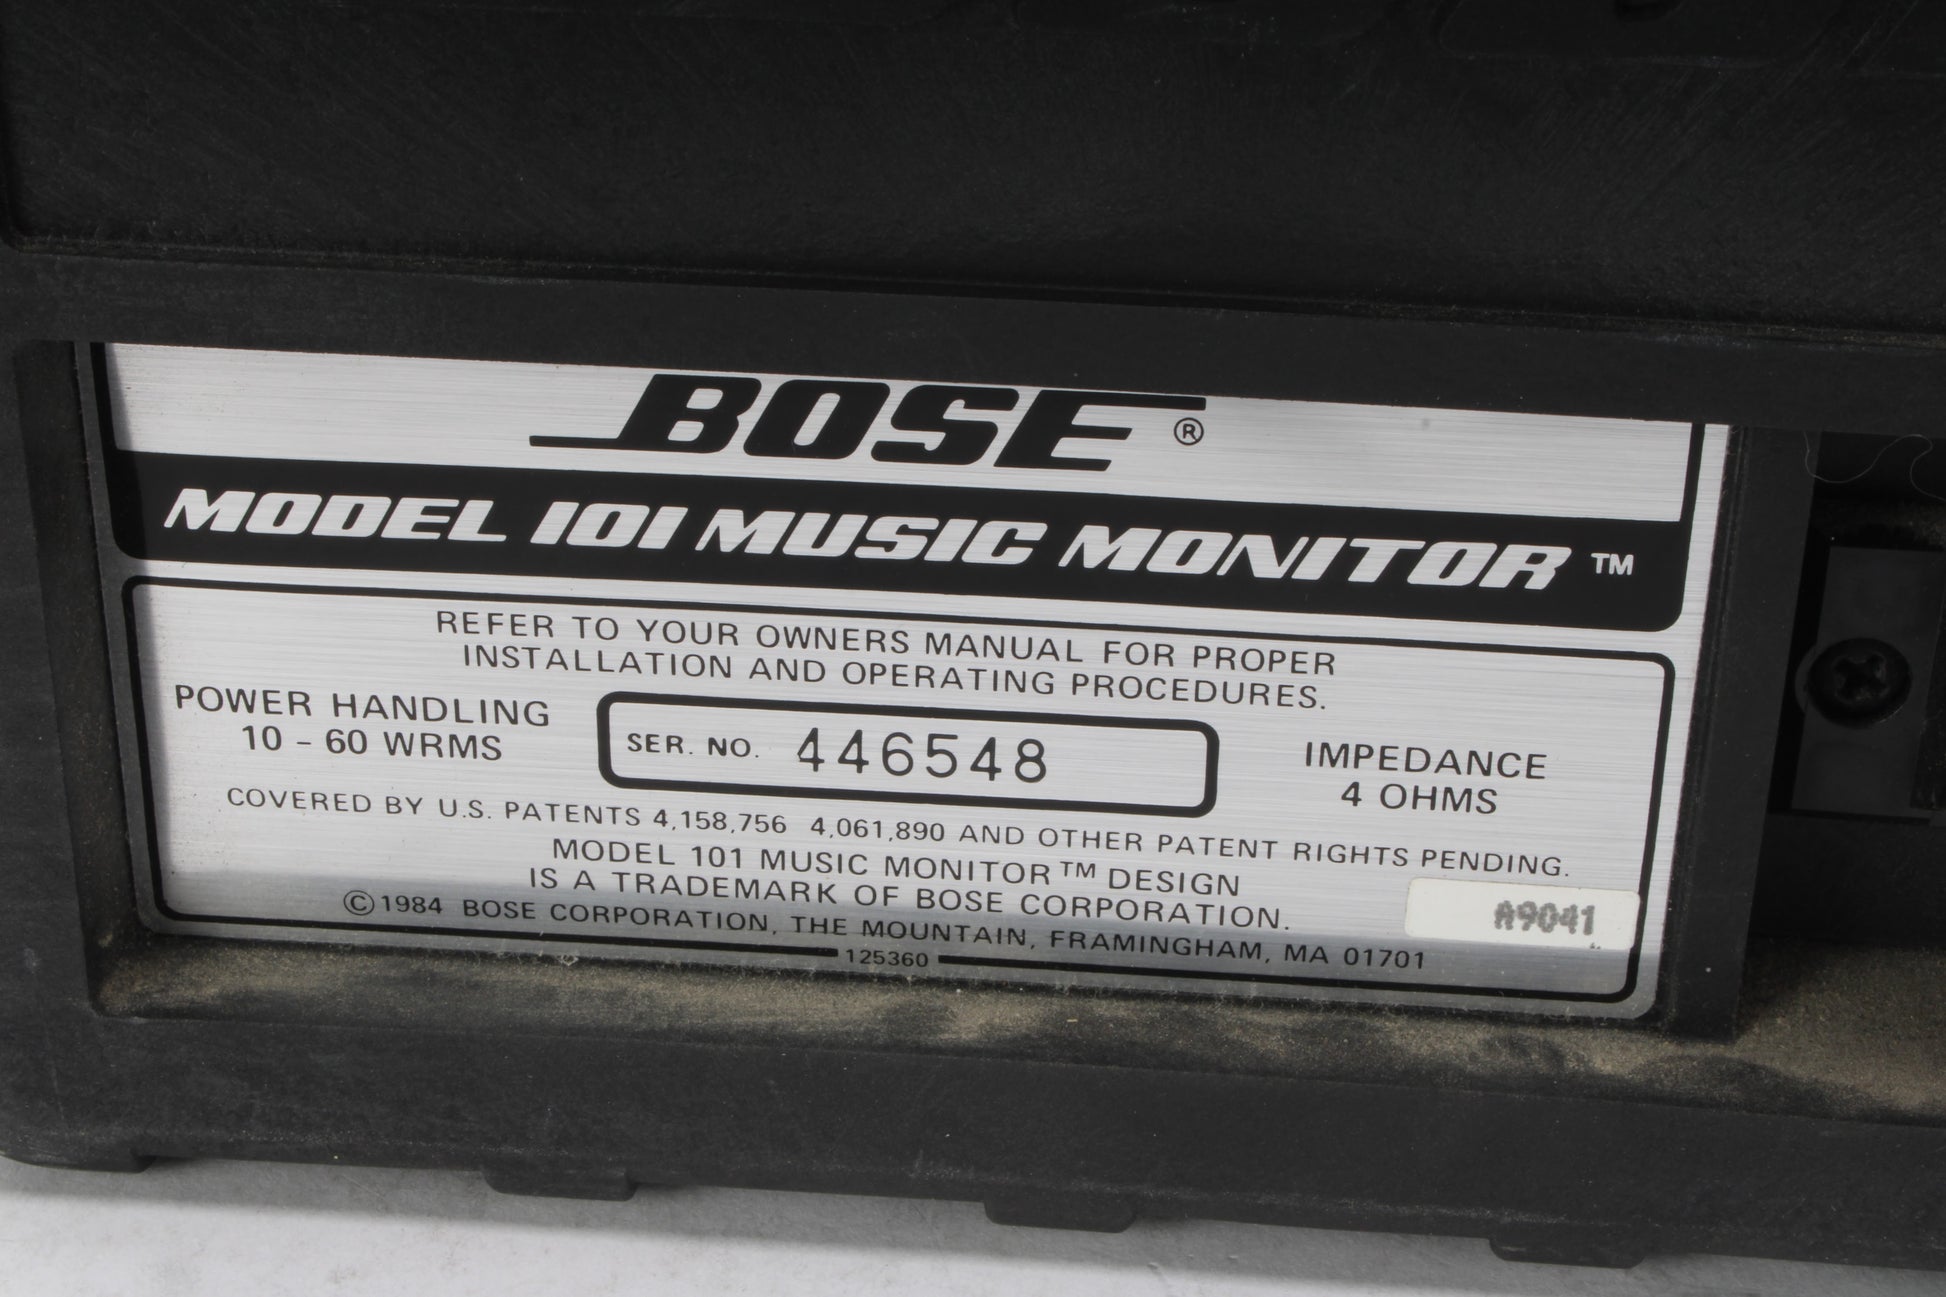 BOSE®
MODEL 101 MUSIC MONITOR™
REFER TO YOUR OWNERS MANUAL FOR PROPER
INSTALLATION AND OPERATING PROCEDURES.
POWER HANDLING
10 - 60 WRMS
SER. NO. 446548
IMPEDANCE
4 OHMS
COVERED BY U.S. PATENTS 4,158,756 4,061,890 AND OTHER PATENT RIGHTS PENDING.
MODEL 101 MUSIC MONITOR™ DESIGN
IS A TRADEMARK OF BOSE CORPORATION.
©1984 BOSE CORPORATION, THE MOUNTAIN, FRAMINGHAM, MA 01701
125360
A9041